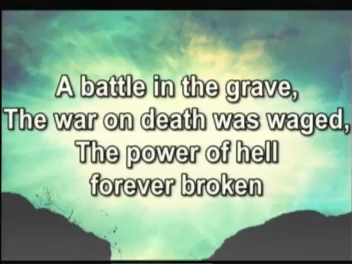 A battle in the grave,
The war on death was waged,
The power of hell
forever broken